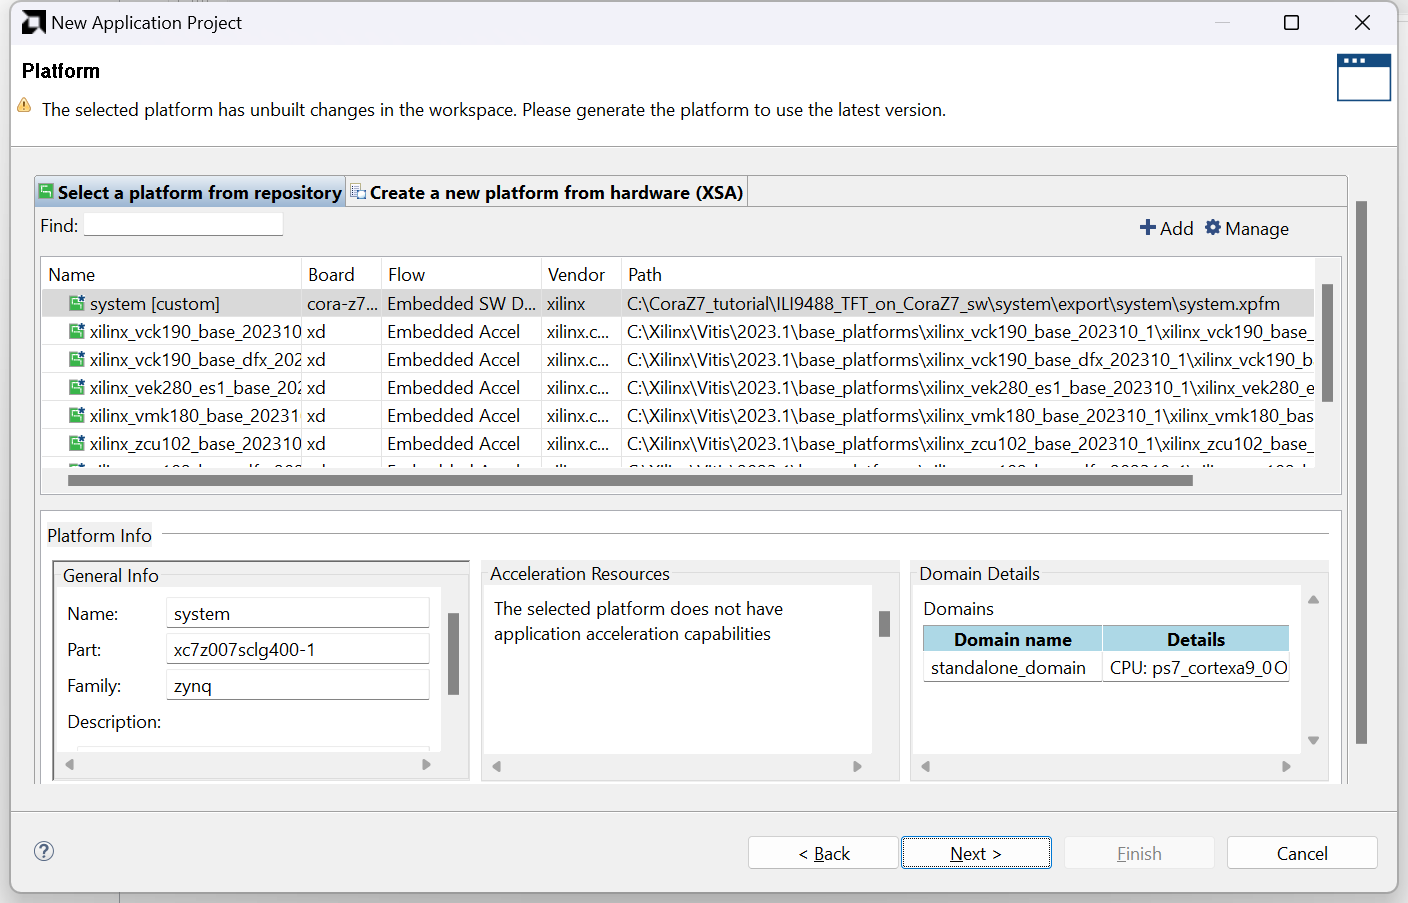 New Application Project
Platform
The selected platform has unbuilt changes in the workspace. Please generate the platform to use the latest version.
Select a platform from repository Create a new platform from hardware (XSA)
Find: Add Manage
Name Board Flow Vendor Path
system [custom] cora-z7... Embedded SW D... xilinx C:\CoraZ7_tutorial\ILI9488_TFT_on_CoraZ7_sw\system\export\system\system.xpfm
xilinx_vck190_base_202310 xd Embedded Accel xilinx.c... C:\Xilinx\Vitis\2023.1\base_platforms\xilinx_vck190_base_202310_1\xilinx_vck190_base_
xilinx_vck190_base_dfx_202 xd Embedded Accel xilinx.c... C:\Xilinx\Vitis\2023.1\base_platforms\xilinx_vck190_base_dfx_202310_1\xilinx_vck190_b
xilinx_vek280_es1_base_202 xd Embedded Accel xilinx.c... C:\Xilinx\Vitis\2023.1\base_platforms\xilinx_vek280_es1_base_202310_1\xilinx_vek280_e
xilinx_vmk180_base_20231 xd Embedded Accel xilinx.c... C:\Xilinx\Vitis\2023.1\base_platforms\xilinx_vmk180_base_202310_1\xilinx_vmk180_bas
xilinx_zcu102_base_202310 xd Embedded Accel xilinx.c... C:\Xilinx\Vitis\2023.1\base_platforms\xilinx_zcu102_base_202310_1\xilinx_zcu102_base_
Platform Info
General Info
Name: system
Part: xc7z007sclg400-1
Family: zynq
Description:
Acceleration Resources
The selected platform does not have
application acceleration capabilities
Domain Details
Domains
Domain name Details
standalone_domain CPU: ps7_cortexa9_0 O
< Back Next > Finish Cancel